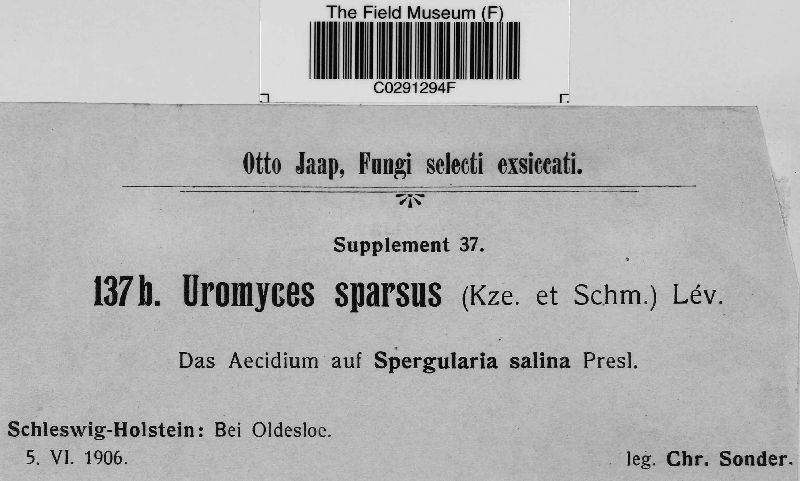 The Field Museum (F)
C0291294F
Otto Jaap, Fungi selecti exsiccati.
Supplement 37.
137 b. Uromyces sparsus (Kze. et Schm.) Lév.
Das Aecidium auf Spergularia salina Presl.
Schleswig-Holstein: Bei Oldesloe.
5. VI. 1906.
leg. Chr. Sonder.